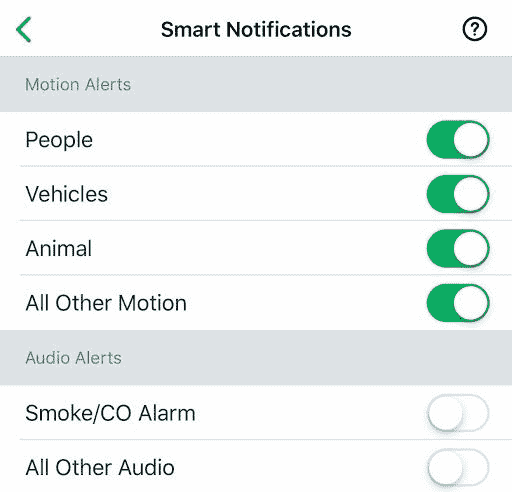 Smart Notifications
?
Motion Alerts
People
Vehicles
Animal
All Other Motion
Audio Alerts
Smoke/CO Alarm
All Other Audio